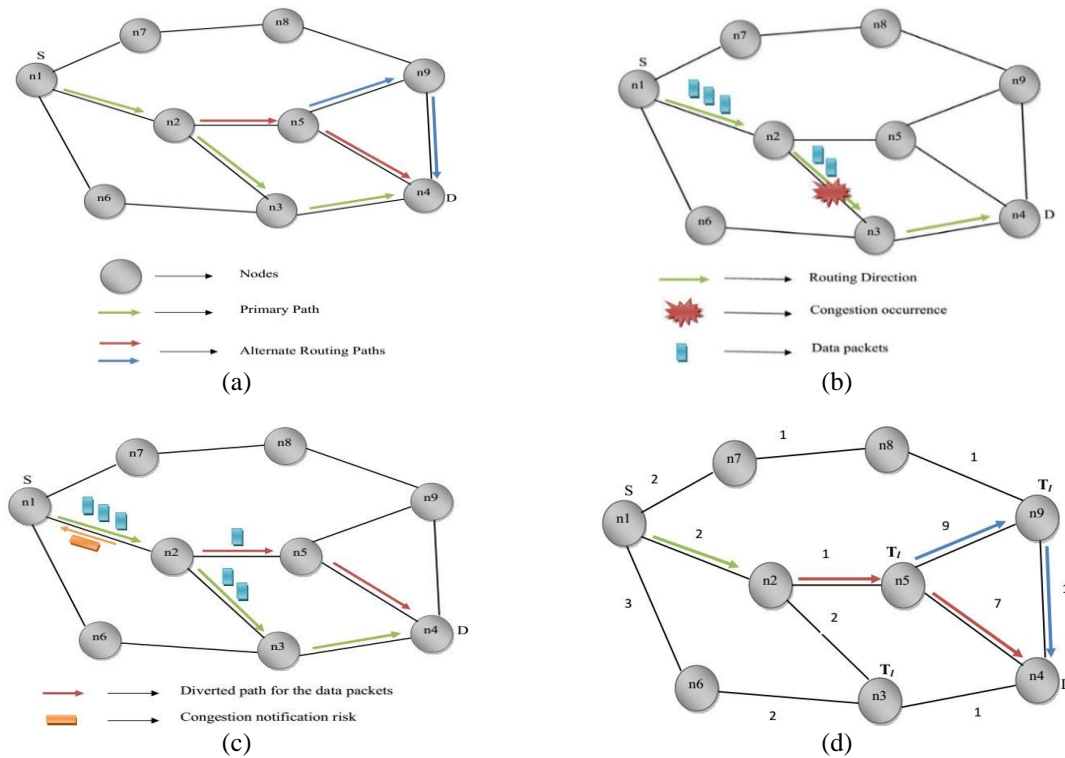 n8
n7
S
n1
n9
n2
n5
n4
D
n6
n3
Nodes
Primary Path
Alternate Routing Paths
(a)
n8
n7
S
n1
n9
n2
n5
n4
D
n6
n3
Routing Direction
Congestion occurrence
Data packets
(b)
n8
n7
S
n1
n9
n2
n5
n4
D
n6
n3
Diverted path for the data packets
Congestion notification risk
(c)
1
n8
n7
2
1
S
T_l
n1
n9
9
2
1
T_l
n2
n5
3
2
7
T_l
n4
n6
n3
2
1
(d)